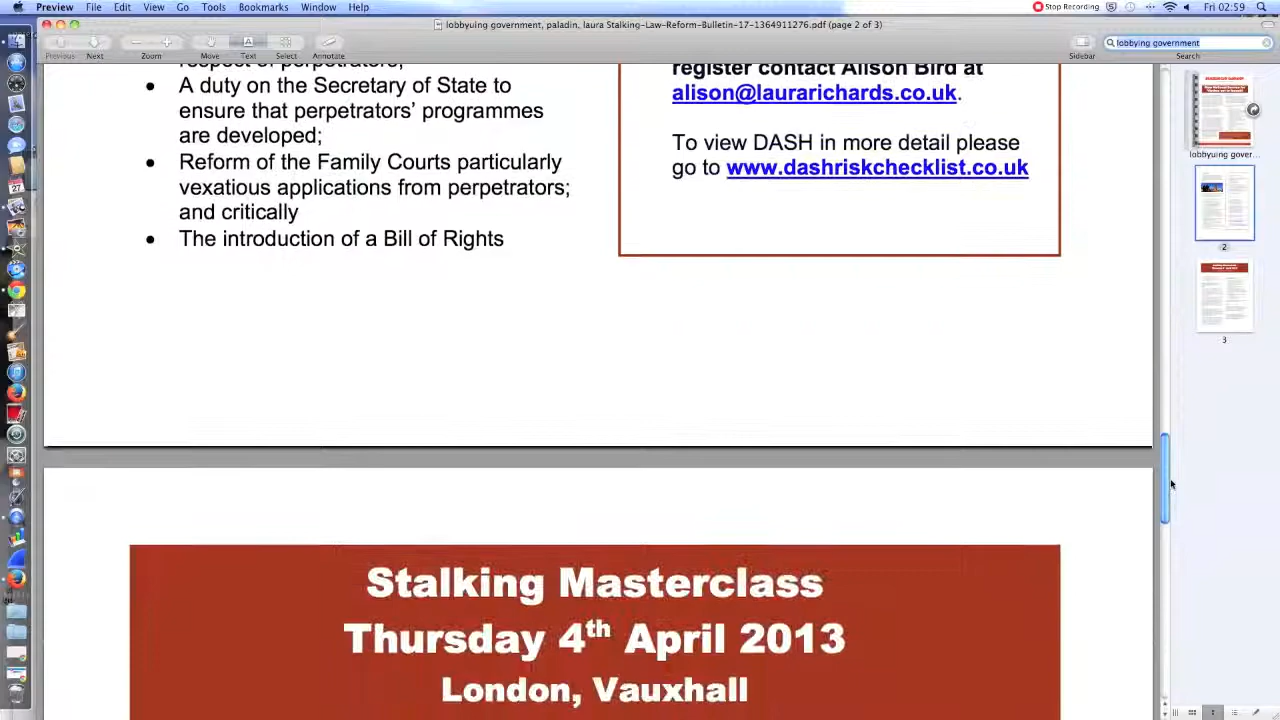 Preview File Edit View Go Tools Bookmarks Window Help
Stop Recording Fri 02:59
lobbyuing government, paladin, laura Stalking-Law-Reform-Bulletin-17-1364911276.pdf (page 2 of 3)
Previous Next Zoom Move Text Select Annotate Sidebar Search
lobbying government
respect of perpetrators;
A duty on the Secretary of State to
ensure that perpetrators’ programmes
are developed;
Reform of the Family Courts particularly
vexatious applications from perpetrators;
and critically
The introduction of a Bill of Rights
register contact Alison Bird at
alison@laurarichards.co.uk.
To view DASH in more detail please
go to www.dashriskchecklist.co.uk
lobbyuing gover...
2
3
Stalking Masterclass
Thursday 4th April 2013
London, Vauxhall